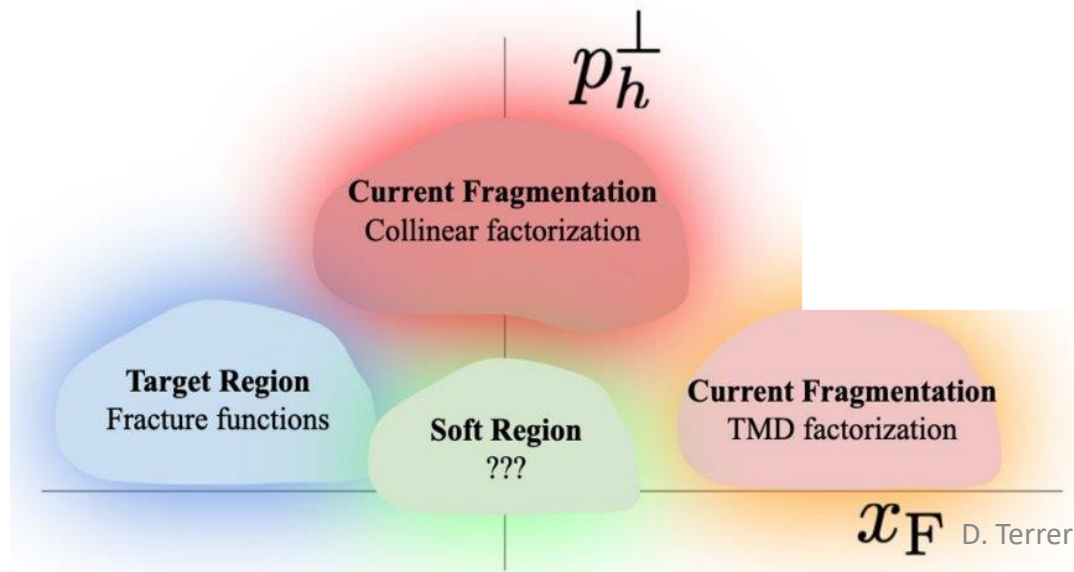 p_h^⊥
Current Fragmentation
Collinear factorization
Target Region
Fracture functions
Soft Region
???
Current Fragmentation
TMD factorization
x_F
D. Terrer